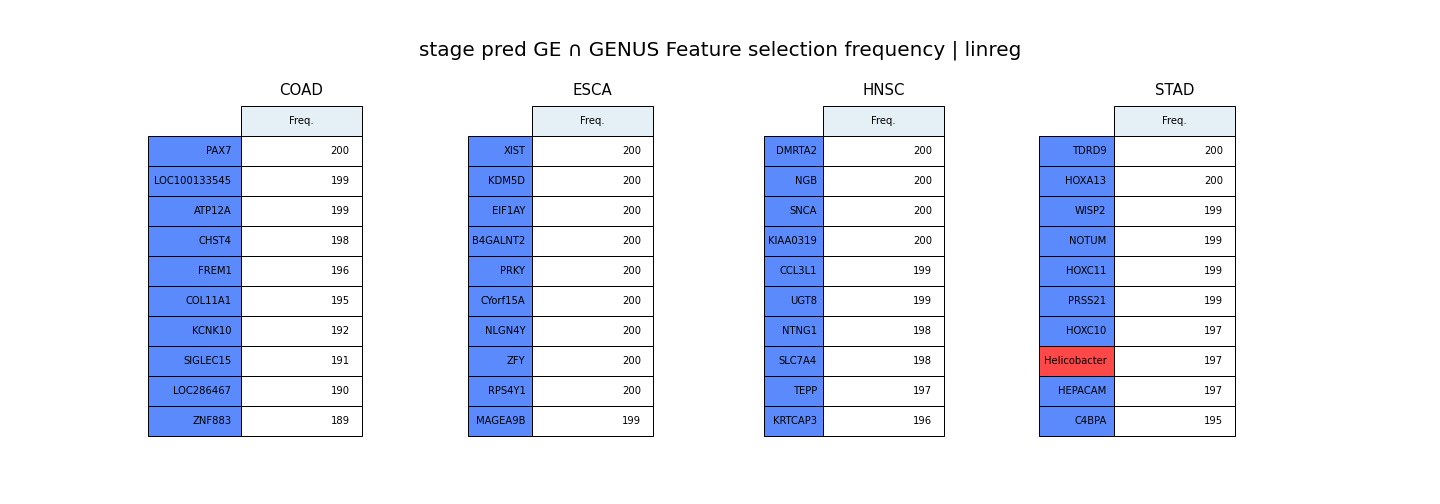 stage pred GE ∩ GENUS Feature selection frequency | linreg
COAD
Freq.
PAX7 200
LOC100133545 199
ATP12A 199
CHST4 198
FREM1 196
COL11A1 195
KCNK10 192
SIGLEC15 191
LOC286467 190
ZNF883 189
ESCA
Freq.
XIST 200
KDM5D 200
EIF1AY 200
B4GALNT2 200
PRKY 200
CYorf15A 200
NLGN4Y 200
ZFY 200
RPS4Y1 200
MAGEA9B 199
HNSC
Freq.
DMRTA2 200
NGB 200
SNCA 200
KIAA0319 200
CCL3L1 199
UGT8 199
NTNG1 198
SLC7A4 198
TEPP 197
KRTCAP3 196
STAD
Freq.
TDRD9 200
HOXA13 200
WISP2 199
NOTUM 199
HOXC11 199
PRSS21 199
HOXC10 197
Helicobacter 197
HEPACAM 197
C4BPA 195